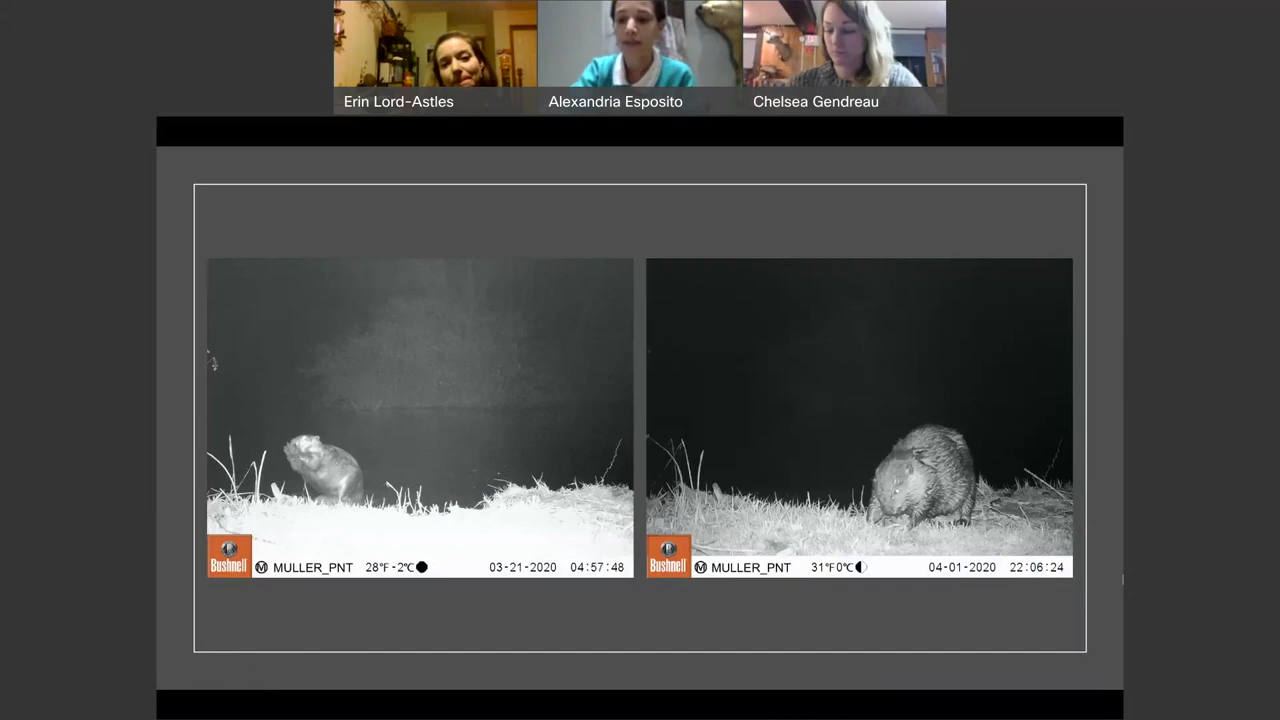 Erin Lord-Astles
Alexandria Esposito
Chelsea Gendreau
Bushnell
M MULLER_PNT 28°F-2°C 03-21-2020 04:57:48
Bushnell
M MULLER_PNT 31°F0°C 04-01-2020 22:06:24